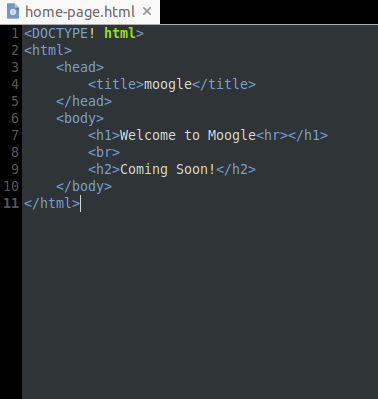 home-page.html ×
1 <DOCTYPE! html>
2 <html>
3     <head>
4         <title>moogle</title>
5     </head>
6     <body>
7         <h1>Welcome to Moogle<hr></h1>
8         <br>
9         <h2>Coming Soon!</h2>
10     </body>
11 </html>